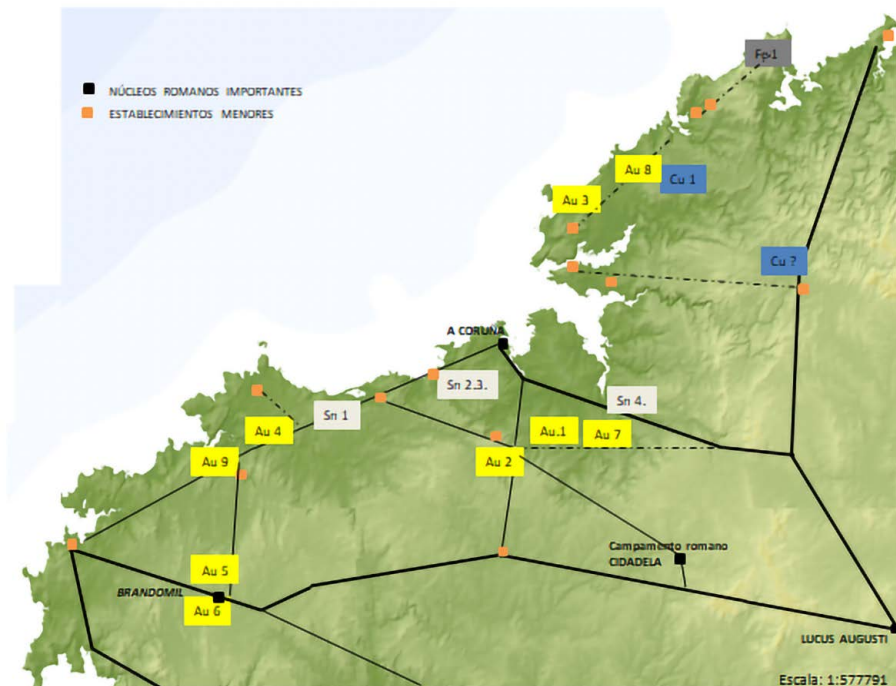 Fp.1
NÚCLEOS ROMANOS IMPORTANTES
ESTABLECIMIENTOS MENORES
Au 8
Cu 1
Au 3
Cu ?
A CORUÑA
Sn 2.3.
Sn 1
Sn 4.
Au 4
Au.1
Au 7
Au 9
Au 2
Campamento romano
CIDADELA
Au 5
BRANDOMIL
Au 6
LUCUS AUGUSTI
Escala: 1:577791